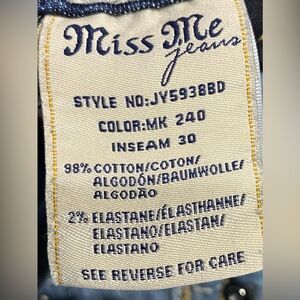 Miss Me
jeans
STYLE NO:JY5938BD
COLOR:MK 240
INSEAM 30
98% COTTON/COTON/
ALGODÓN/BAUMWOLLE/
ALGODÃO
2% ELASTANE/ÉLASTHANNE/
ELASTANO/ELASTAN/
ELASTANO
SEE REVERSE FOR CARE